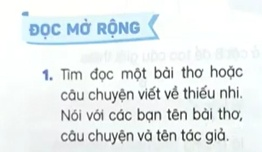 ĐỌC MỞ RỘNG
1. Tìm đọc một bài thơ hoặc
câu chuyện viết về thiếu nhi.
Nói với các bạn tên bài thơ,
câu chuyện và tên tác giả.